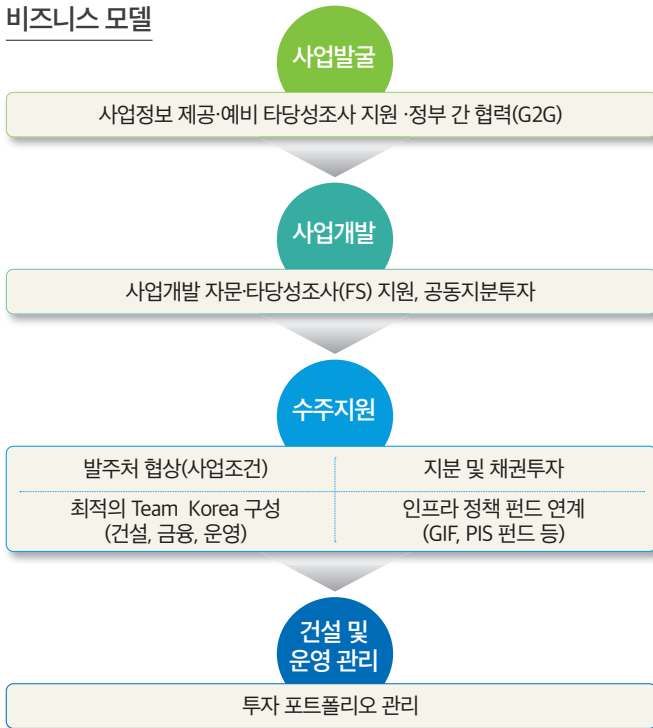 비즈니스 모델
사업발굴
사업정보 제공·예비 타당성조사 지원 ·정부 간 협력(G2G)
사업개발
사업개발 자문·타당성조사(FS) 지원, 공동지분투자
수주지원
발주처 협상(사업조건)
지분 및 채권투자
최적의 Team Korea 구성
(건설, 금융, 운영)
인프라 정책 펀드 연계
(GIF, PIS 펀드 등)
건설 및
운영 관리
투자 포트폴리오 관리